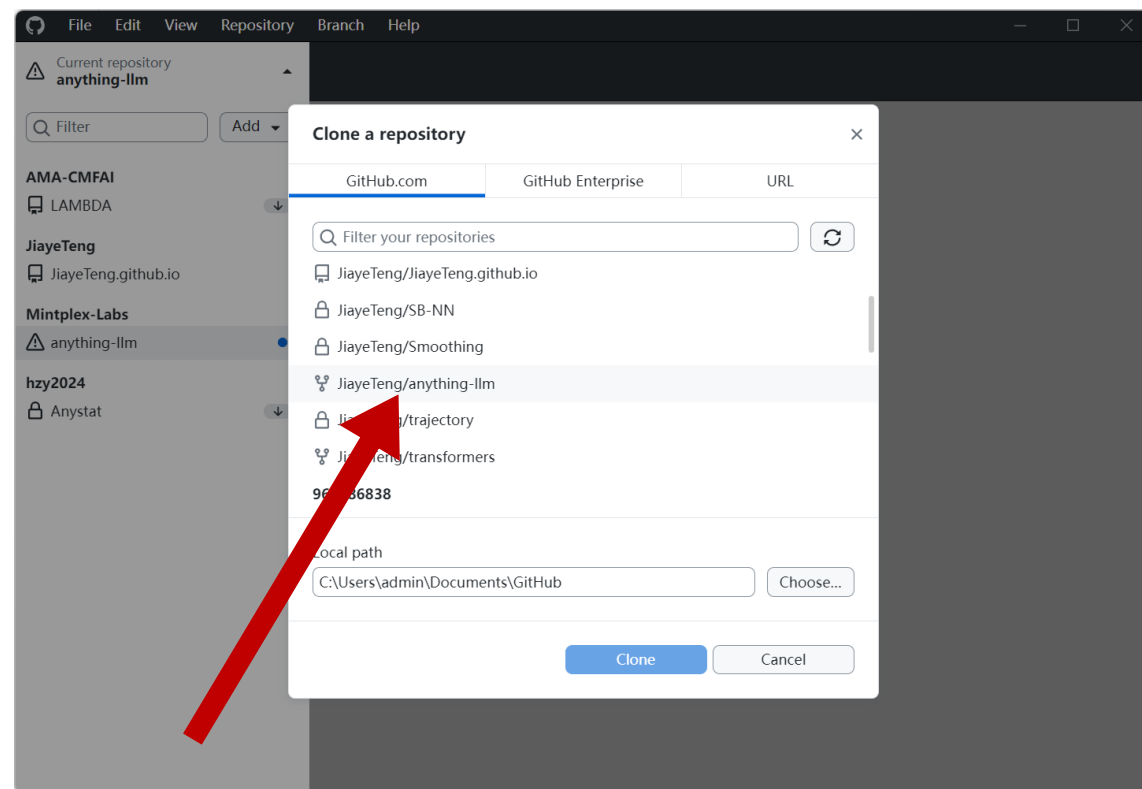 File Edit View Repository Branch Help
Current repository
anything-llm
Filter
Add
AMA-CMFAI
LAMBDA
JiayeTeng
JiayeTeng.github.io
Mintplex-Labs
anything-llm
hzy2024
Anystat
Clone a repository
GitHub.com GitHub Enterprise URL
Filter your repositories
JiayeTeng/JiayeTeng.github.io
JiayeTeng/SB-NN
JiayeTeng/Smoothing
JiayeTeng/anything-llm
JiayeTeng/trajectory
JiayeTeng/transformers
Local path
C:\Users\admin\Documents\GitHub
Choose...
Clone Cancel